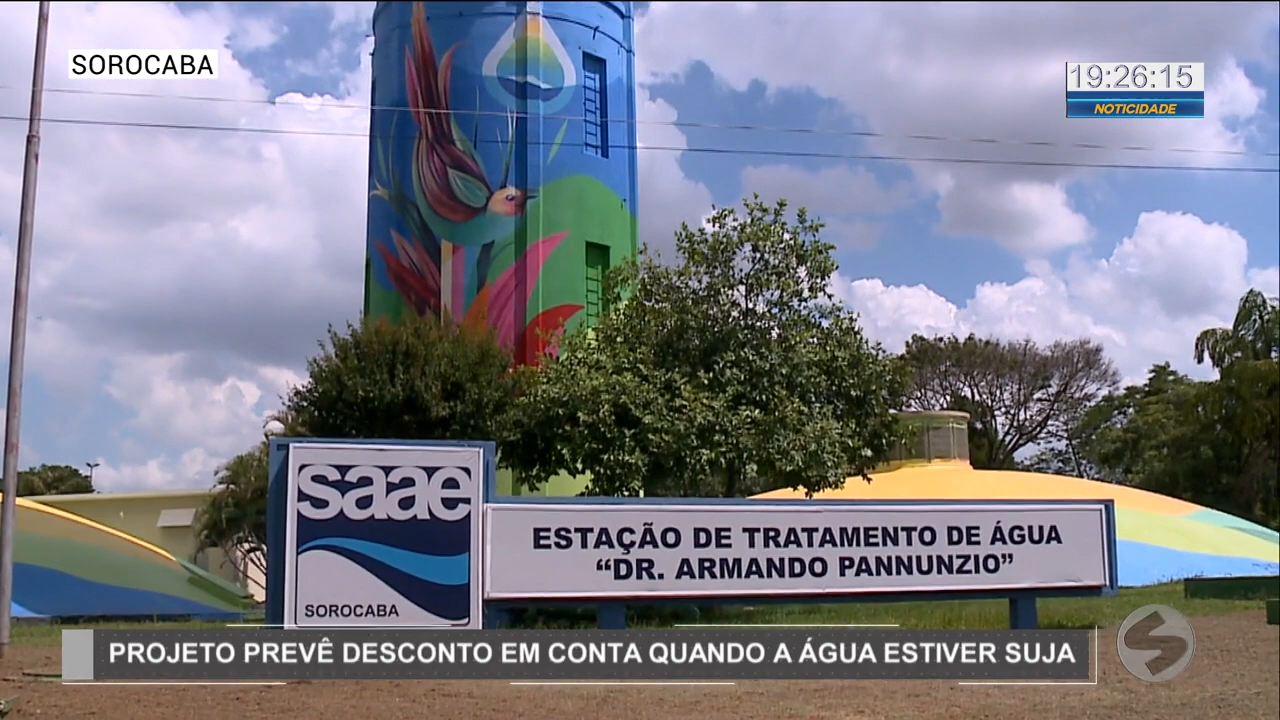 SOROCABA
19:26:15
NOTICIDADE
saae
SOROCABA
ESTAÇÃO DE TRATAMENTO DE ÁGUA
“DR. ARMANDO PANNUNZIO”
PROJETO PREVÊ DESCONTO EM CONTA QUANDO A ÁGUA ESTIVER SUJA